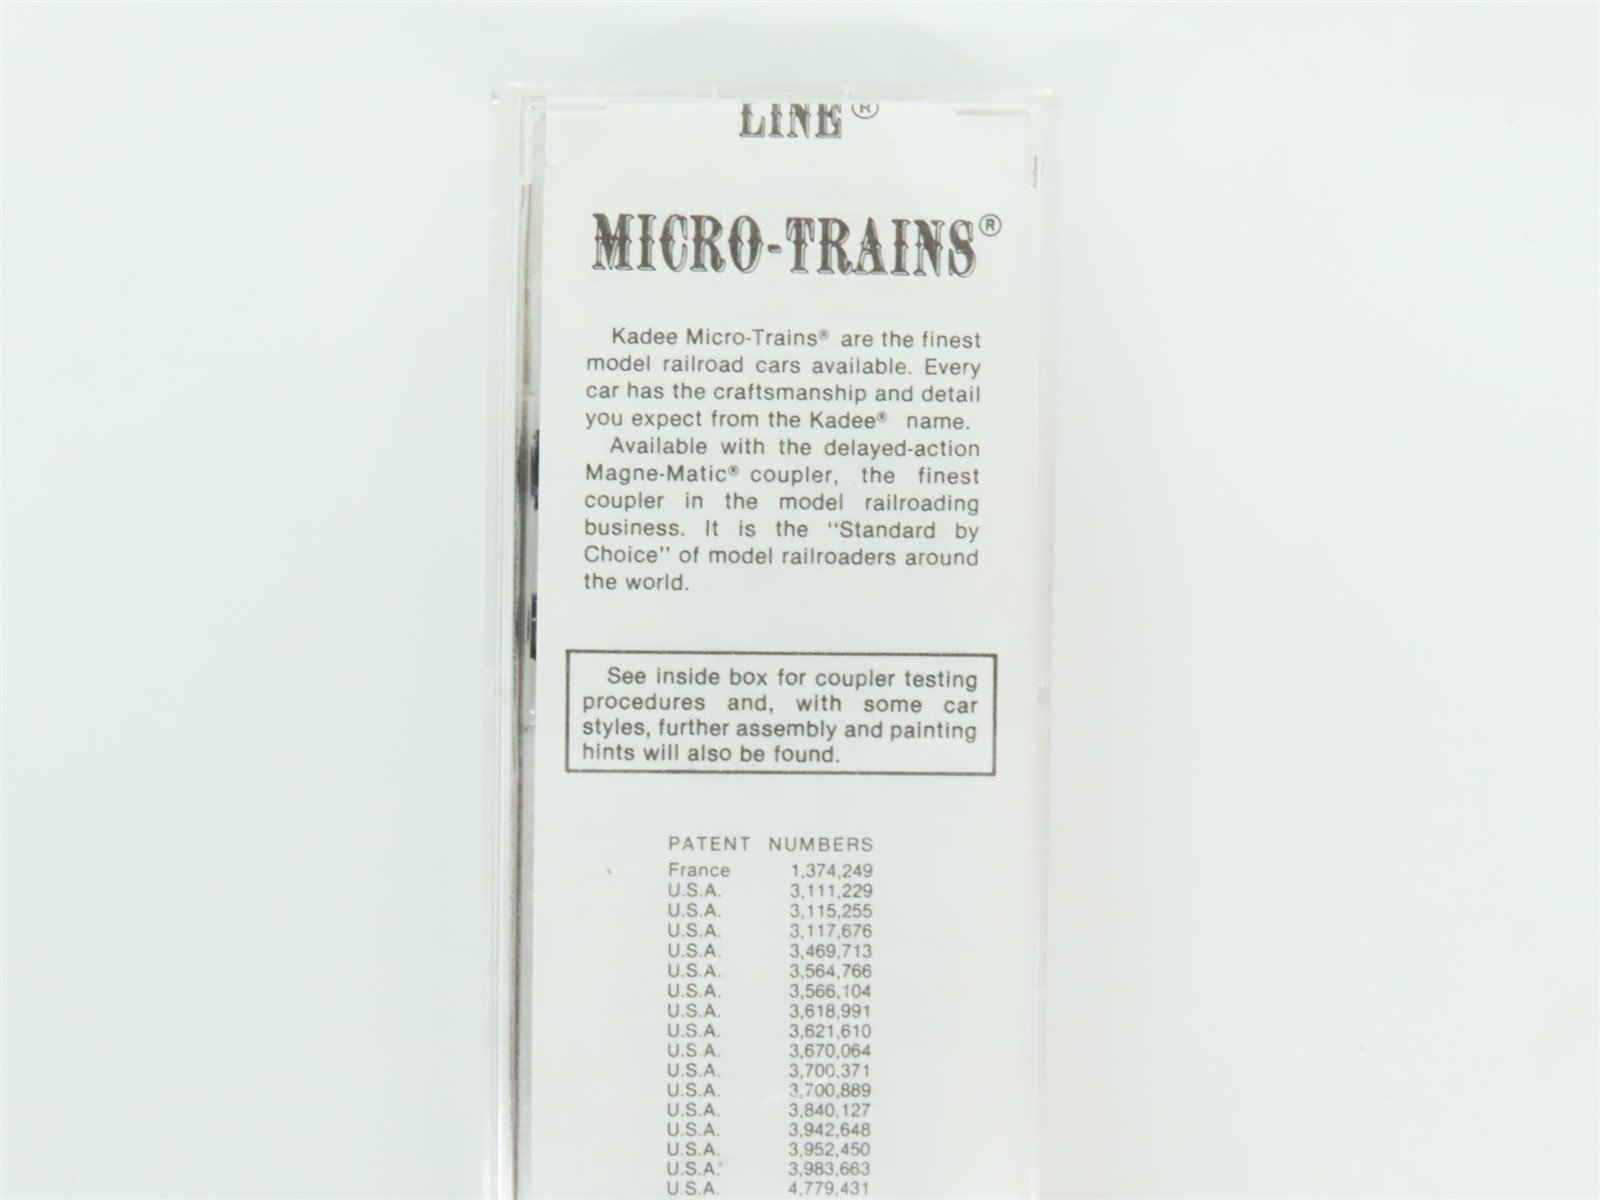 LINE®
MICRO-TRAINS®
Kadee Micro-Trains® are the finest
model railroad cars available. Every
car has the craftsmanship and detail
you expect from the Kadee® name.
Available with the delayed-action
Magne-Matic® coupler, the finest
coupler in the model railroading
business. It is the "Standard by
Choice" of model railroaders around
the world.
See inside box for coupler testing
procedures and, with some car
styles, further assembly and painting
hints will also be found.
PATENT NUMBERS
France 1,374,249
U.S.A. 3,111,229
U.S.A. 3,115,255
U.S.A. 3,117,676
U.S.A. 3,469,713
U.S.A. 3,564,766
U.S.A. 3,566,104
U.S.A. 3,618,991
U.S.A. 3,621,610
U.S.A. 3,670,064
U.S.A. 3,700,371
U.S.A. 3,700,889
U.S.A. 3,840,127
U.S.A. 3,942,648
U.S.A. 3,952,450
U.S.A. 3,983,663
U.S.A. 4,779,431